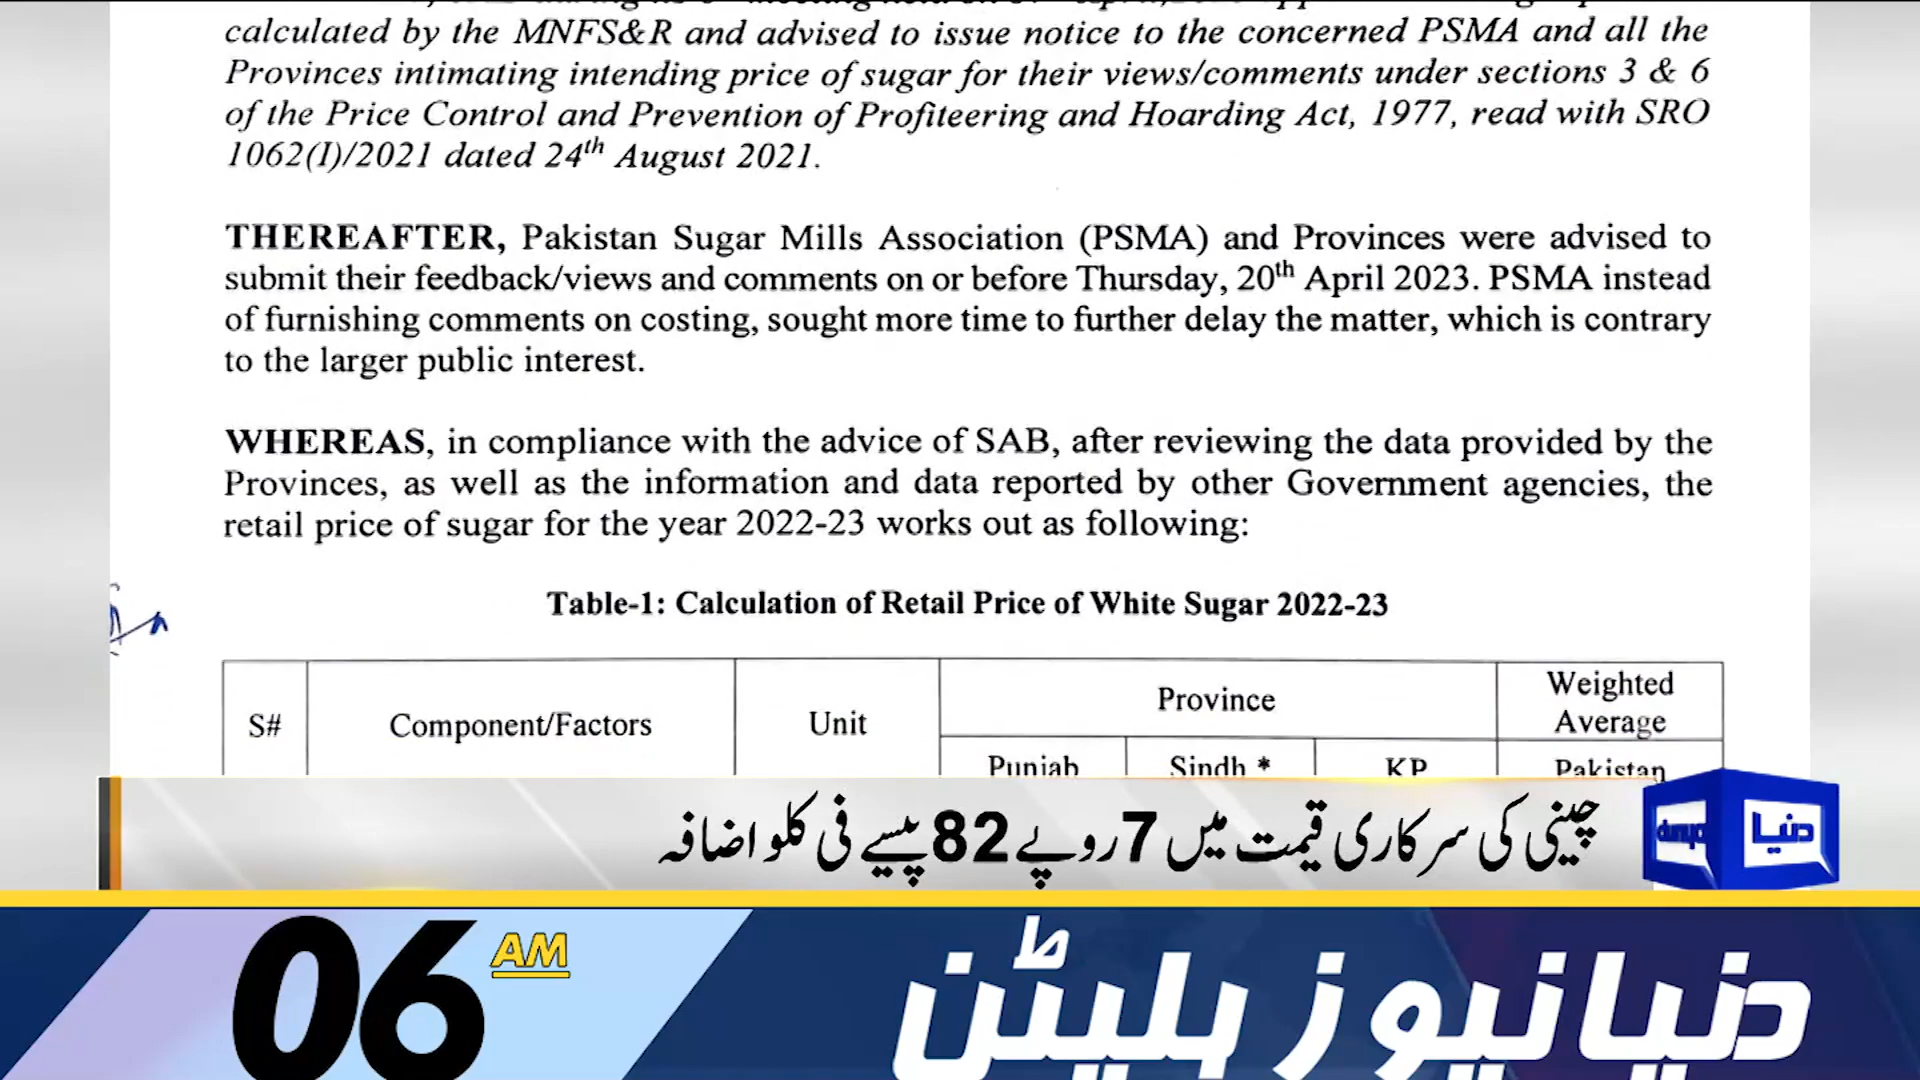 calculated by the MNFS&R and advised to issue notice to the concerned PSMA and all the
Provinces intimating intending price of sugar for their views/comments under sections 3 & 6
of the Price Control and Prevention of Profiteering and Hoarding Act, 1977, read with SRO
1062(I)/2021 dated 24th August 2021.
THEREAFTER, Pakistan Sugar Mills Association (PSMA) and Provinces were advised to
submit their feedback/views and comments on or before Thursday, 20th April 2023. PSMA instead
of furnishing comments on costing, sought more time to further delay the matter, which is contrary
to the larger public interest.
WHEREAS, in compliance with the advice of SAB, after reviewing the data provided by the
Provinces, as well as the information and data reported by other Government agencies, the
retail price of sugar for the year 2022-23 works out as following:
Table-1: Calculation of Retail Price of White Sugar 2022-23
S# Component/Factors Unit Province Weighted Average
Punjab Sindh * KP Pakistan
چینی کی سرکاری قیمت میں 7 روپے 82 پیسے فی کلو اضافہ
دنیا
dunya
06 AM
دنیا نیوز بلیٹن